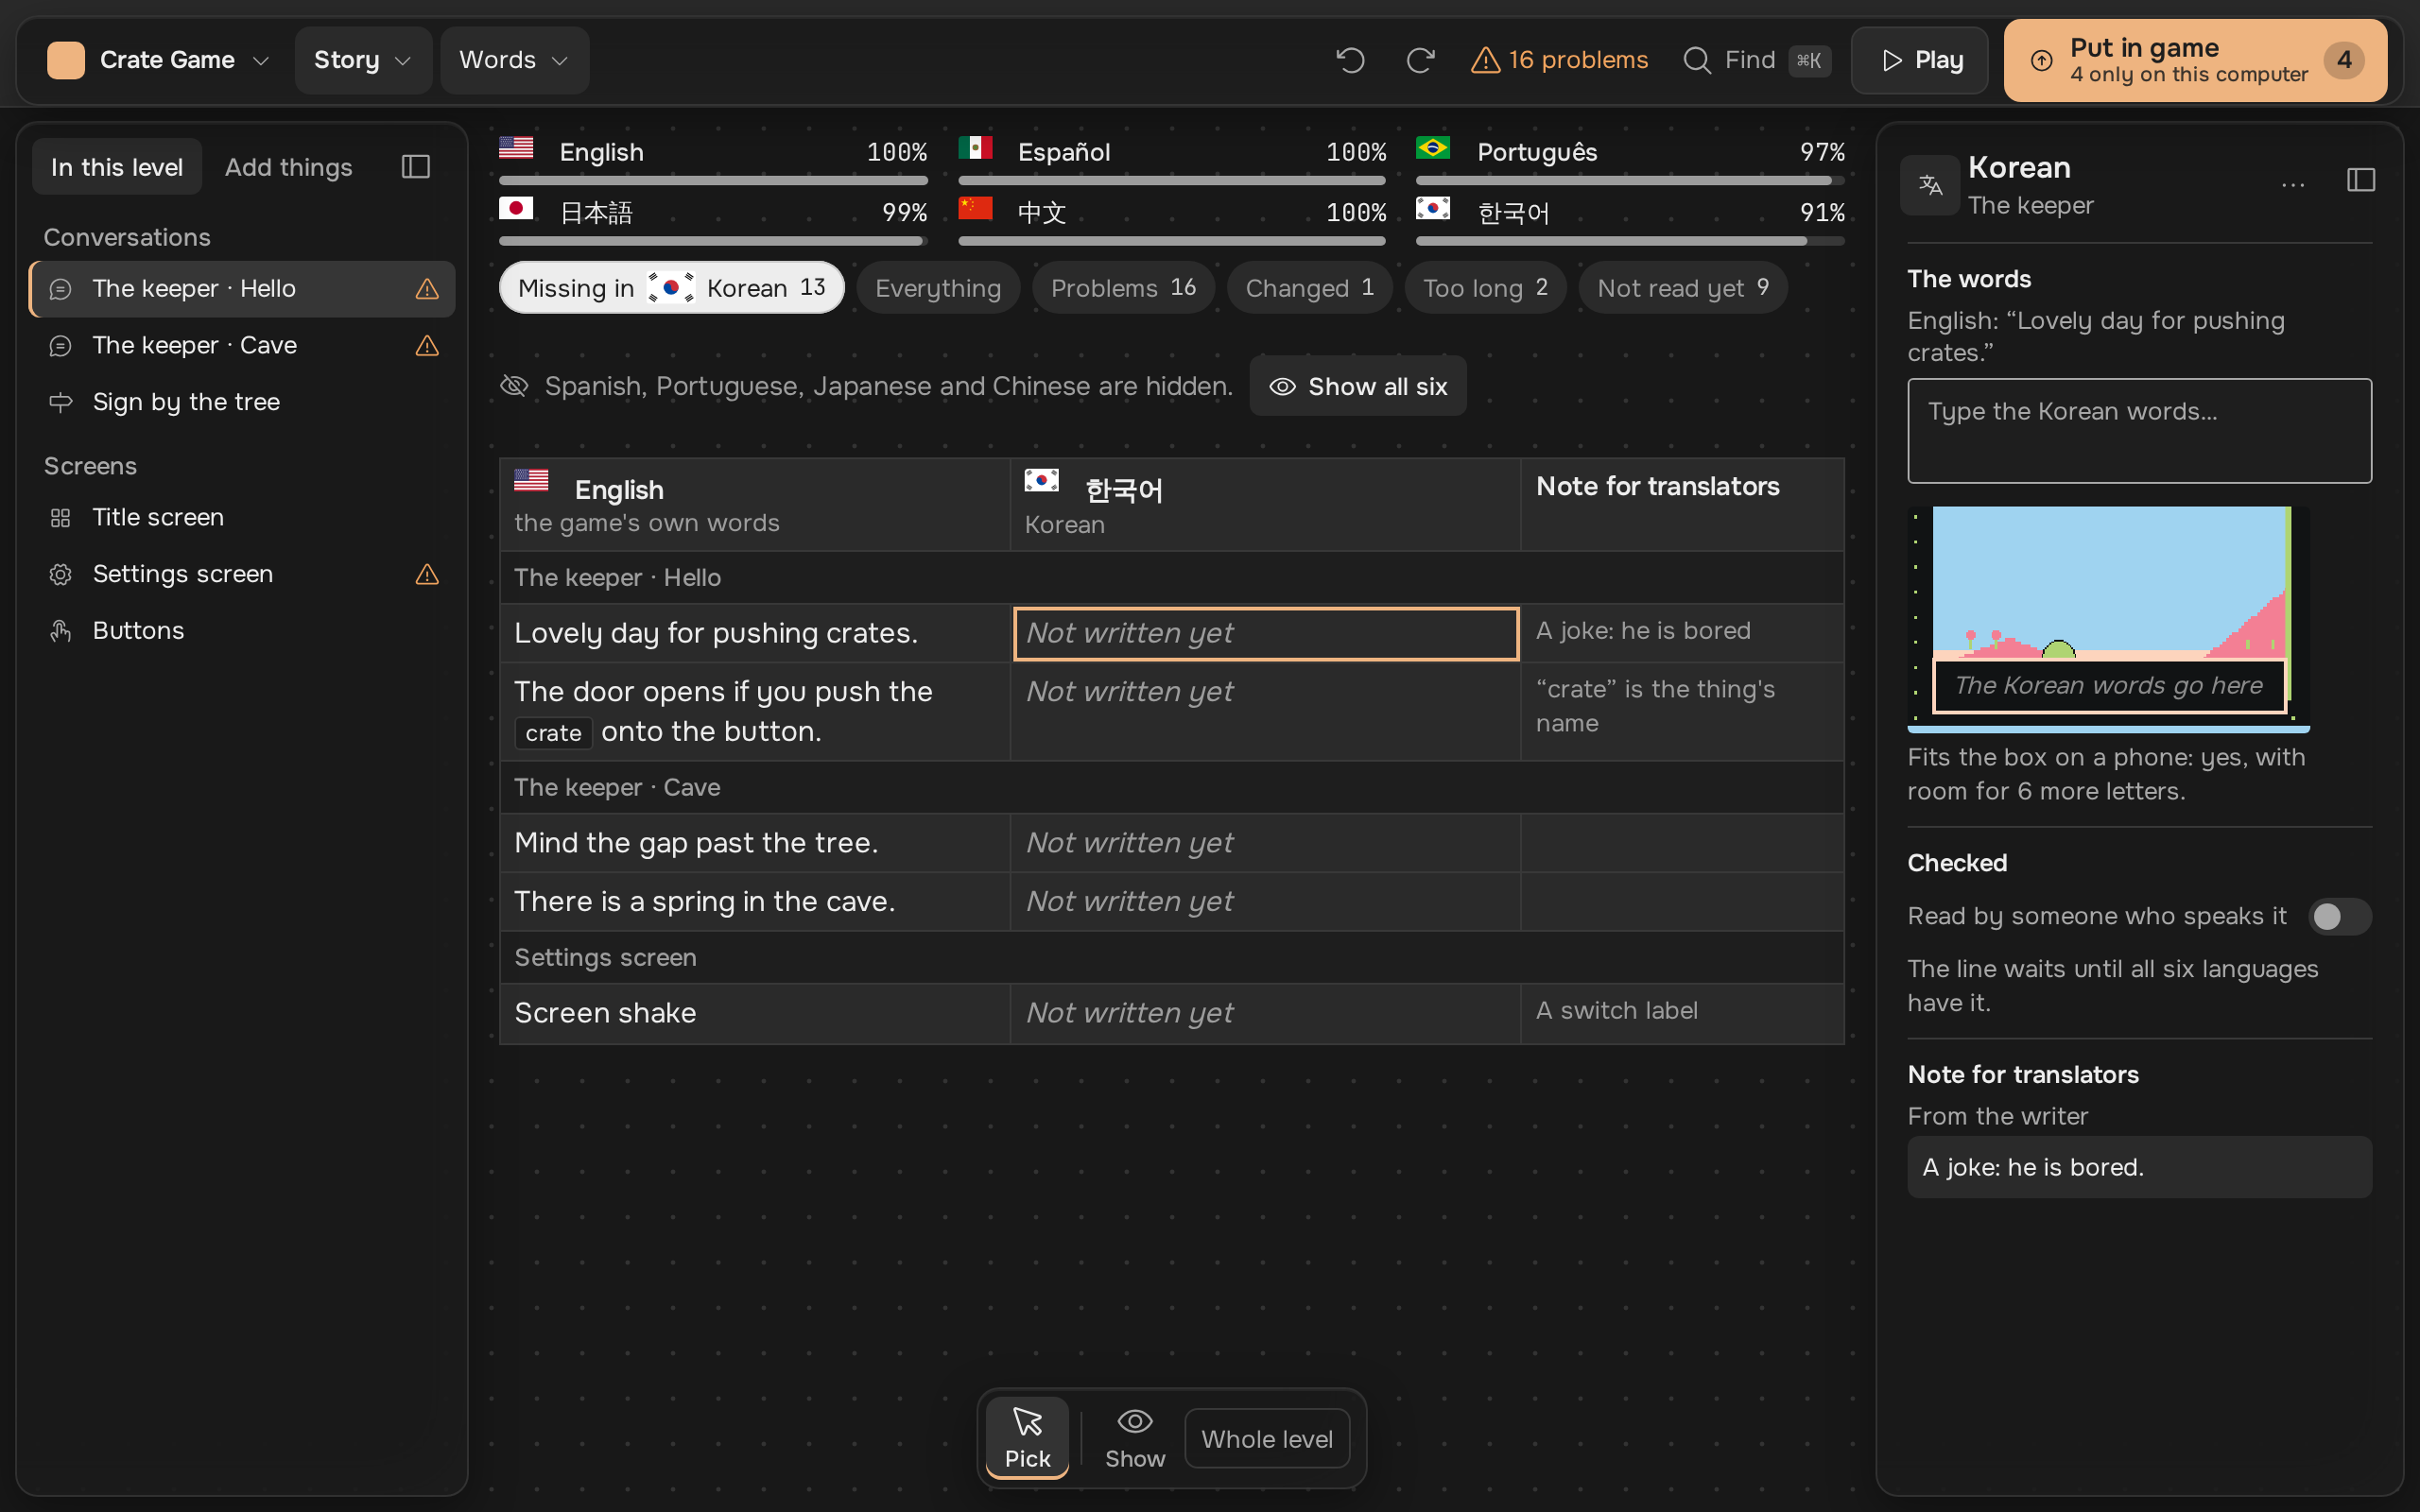 Crate Game
Story
Words
16 problems
Find ⌘K
Play
Put in game
4 only on this computer
4
In this level
Add things
Conversations
The keeper · Hello
The keeper · Cave
Sign by the tree
Screens
Title screen
Settings screen
Buttons
English 100%
Español 100%
Português 97%
日本語 99%
中文 100%
한국어 91%
Missing in Korean 13
Everything
Problems 16
Changed 1
Too long 2
Not read yet 9
Spanish, Portuguese, Japanese and Chinese are hidden.
Show all six
English
the game's own words
한국어
Korean
Note for translators
The keeper · Hello
Lovely day for pushing crates.
Not written yet
A joke: he is bored
The door opens if you push the
crate onto the button.
Not written yet
“crate” is the thing's
name
The keeper · Cave
Mind the gap past the tree.
Not written yet
There is a spring in the cave.
Not written yet
Settings screen
Screen shake
Not written yet
A switch label
Pick
Show
Whole level
Korean
The keeper
...
The words
English: “Lovely day for pushing
crates.”
Type the Korean words…
The Korean words go here
Fits the box on a phone: yes, with
room for 6 more letters.
Checked
Read by someone who speaks it
The line waits until all six languages
have it.
Note for translators
From the writer
A joke: he is bored.